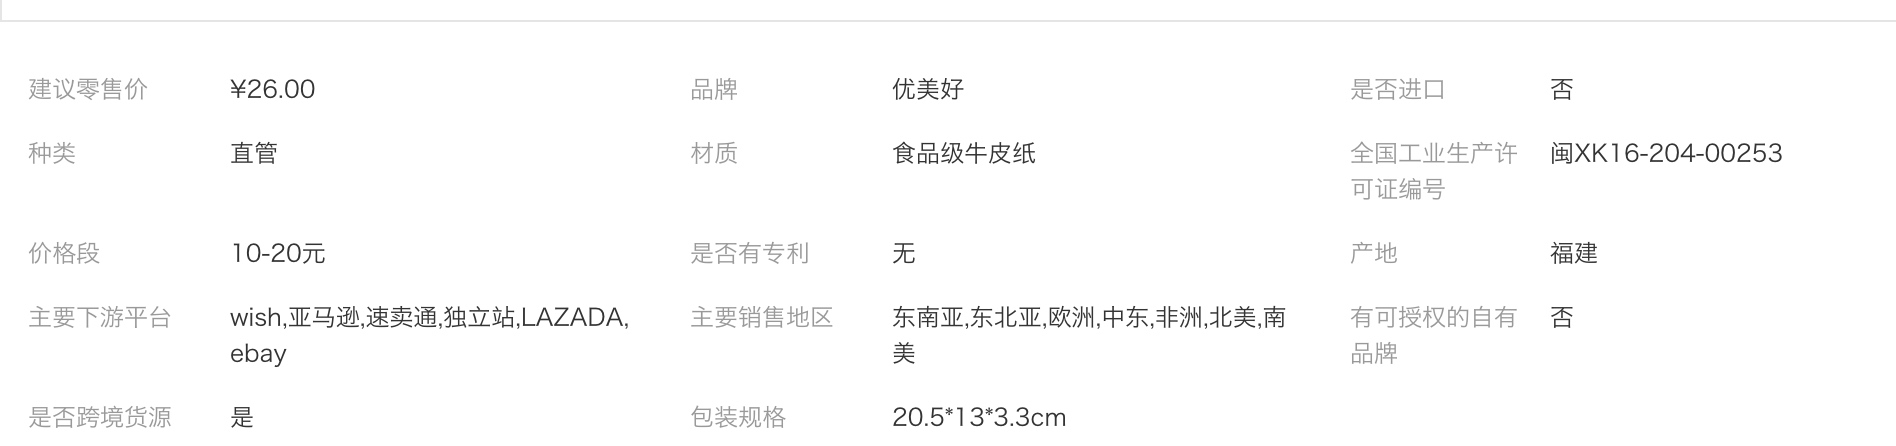 建议零售价 ¥26.00 品牌 优美好 是否进口 否
种类 直管 材质 食品级牛皮纸 全国工业生产许 闽XK16-204-00253
可证编号
价格段 10-20元 是否有专利 无 产地 福建
主要下游平台 wish,亚马逊,速卖通,独立站,LAZADA, 主要销售地区 东南亚,东北亚,欧洲,中东,非洲,北美,南 有可授权的自有 否
ebay 美 品牌
是否跨境货源 是 包装规格 20.5*13*3.3cm